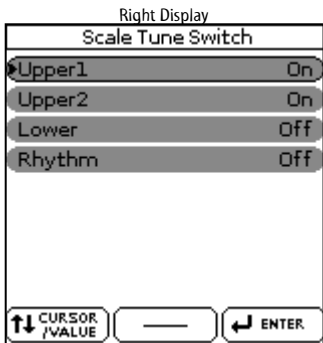 Right Display
Scale Tune Switch
Upper1 On
Upper2 On
Lower Off
Rhythm Off
CURSOR
/VALUE
ENTER